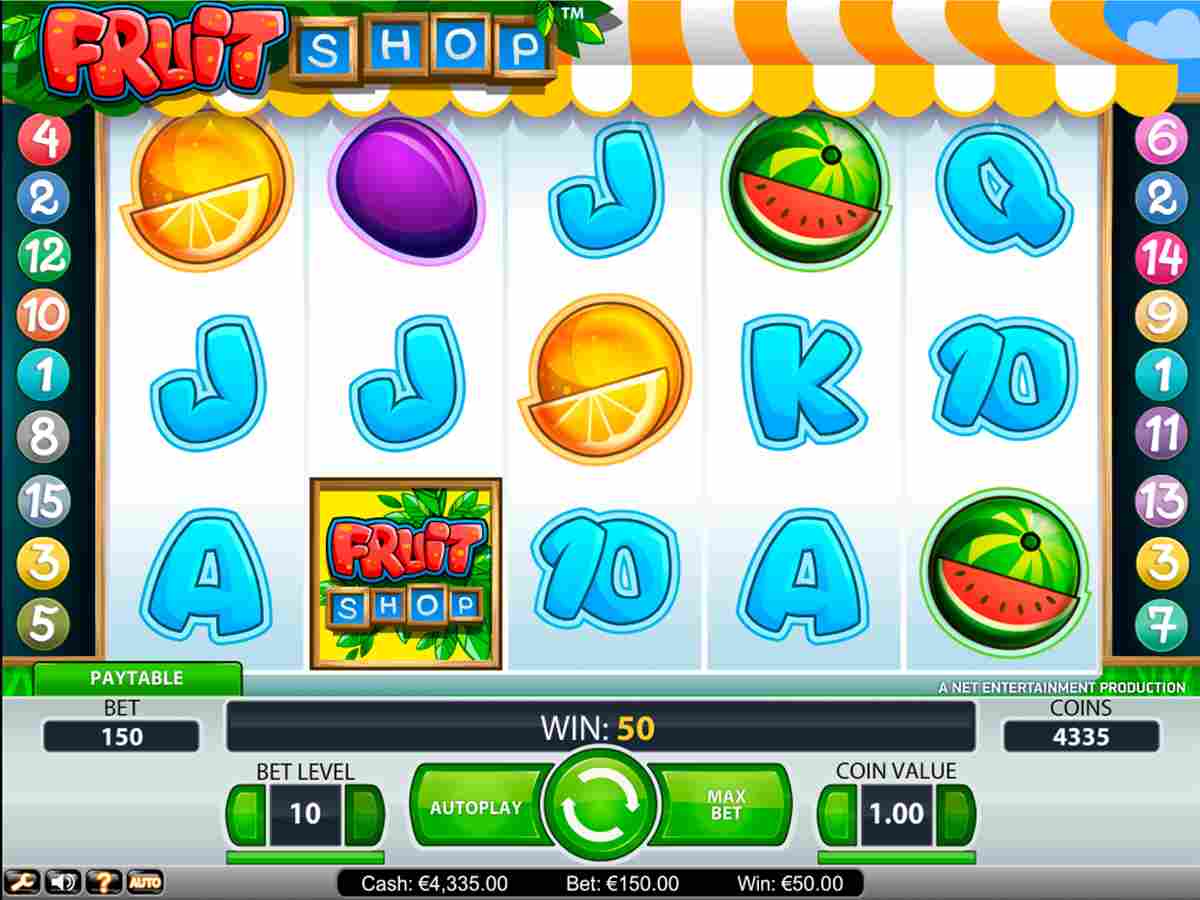 FRUIT SHOP™
4
6
2
2
12
14
10
9
1
1
8
11
15
13
3
3
5
7
J Q
J J K 10
A 10 A
FRUIT
SHOP
PAYTABLE
A NET ENTERTAINMENT PRODUCTION
BET
150
WIN: 50
COINS
4335
BET LEVEL
10
AUTOPLAY
MAX
BET
COIN VALUE
1.00
AUTO
?
Cash: €4,335.00 Bet: €150.00 Win: €50.00